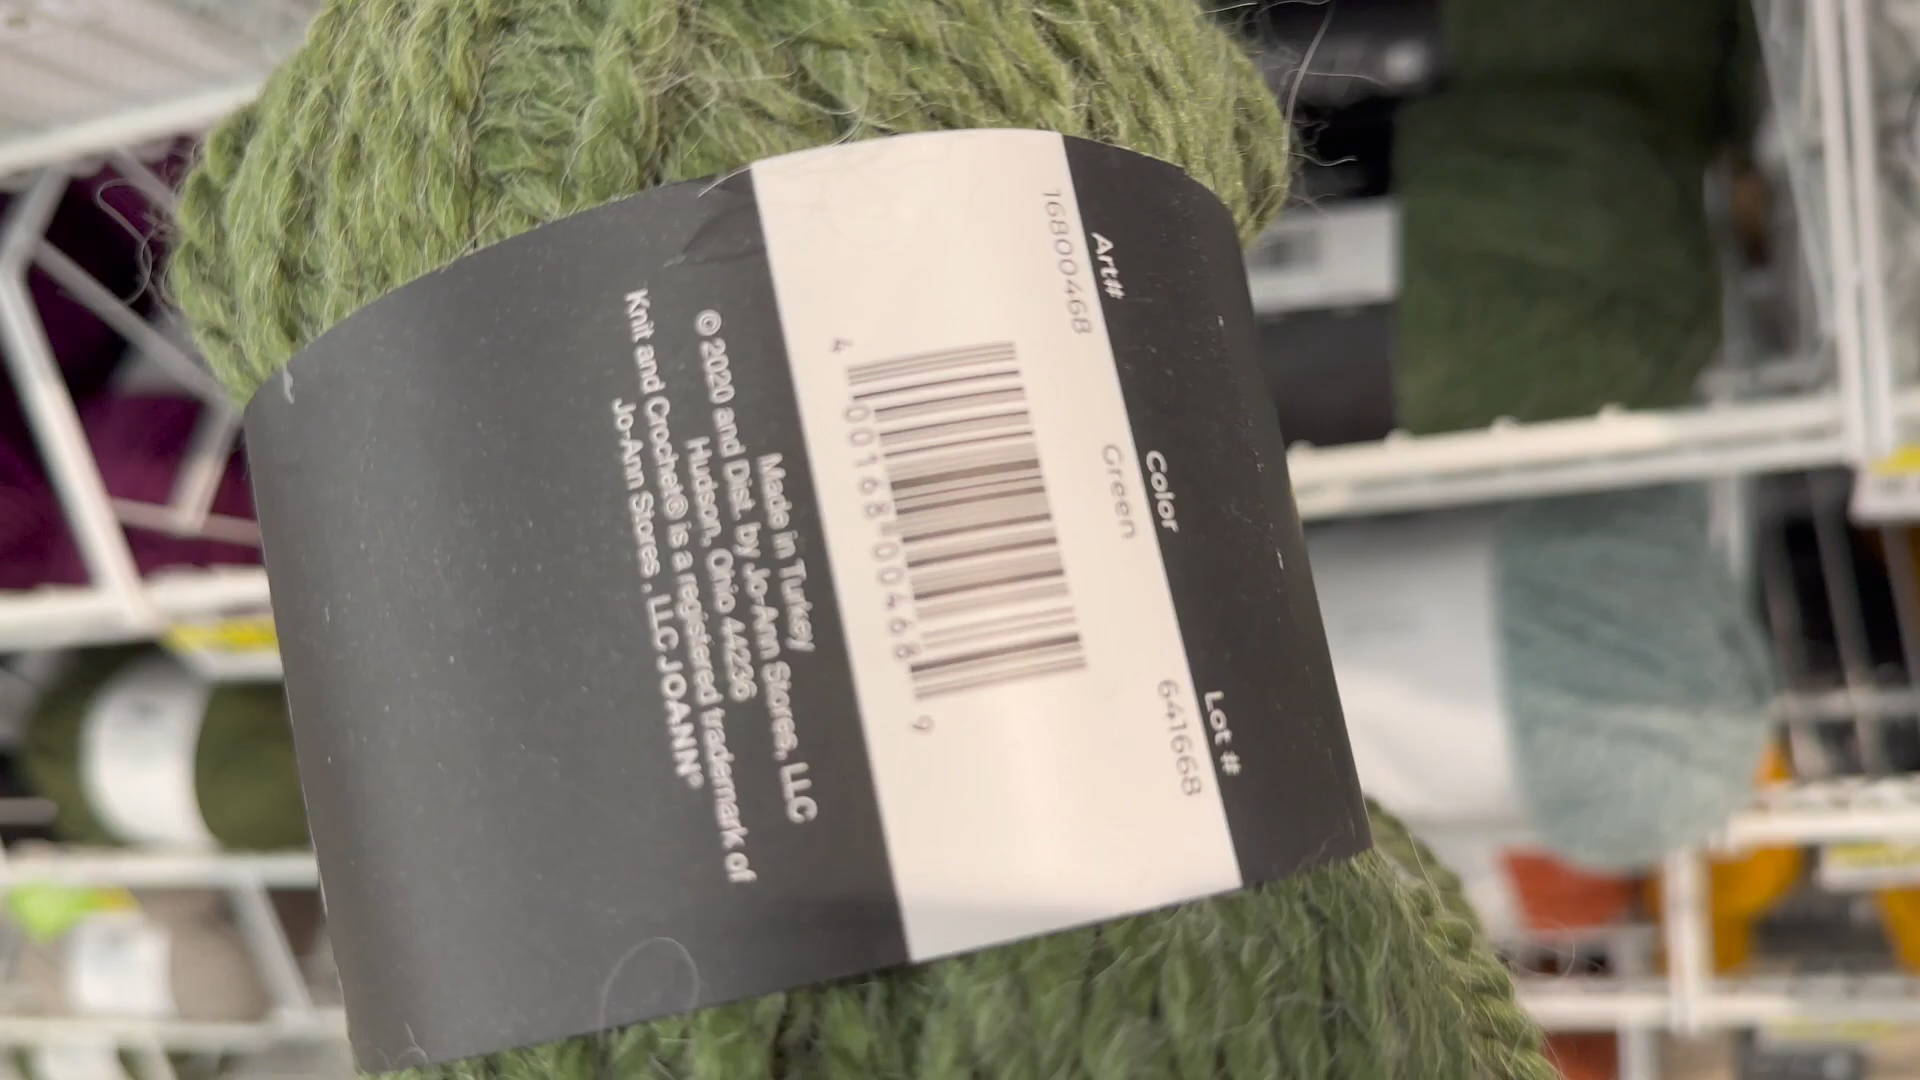 Art#
Color
Lot #
16800468
Green
641668
4 00168 00468 9
Made in Turkey
© 2020 and Dist. by Jo-Ann Stores, LLC
Hudson, Ohio 44236
Knit and Crochet® is a registered trademark of
Jo-Ann Stores, LLC JOANN®